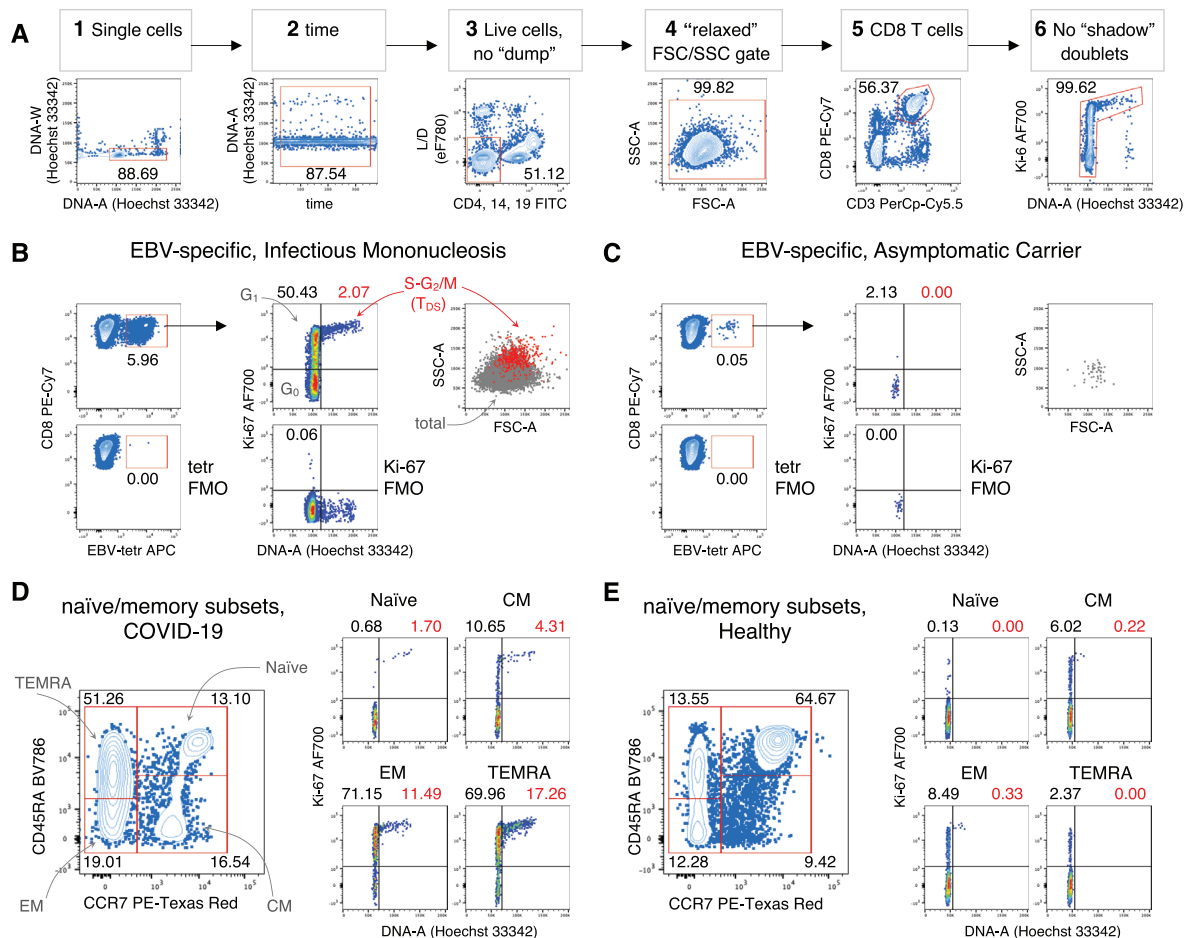 A
1 Single cells
2 time
3 Live cells,
no “dump”
4 “relaxed”
FSC/SSC gate
5 CD8 T cells
6 No “shadow”
doublets
DNA-W
(Hoechst 33342)
88.69
DNA-A (Hoechst 33342)
DNA-A
(Hoechst 33342)
87.54
time
L/D
(eF780)
51.12
CD4, 14, 19 FITC
99.82
SSC-A
FSC-A
56.37
CD8 PE-Cy7
CD3 PerCp-Cy5.5
99.62
Ki-6 AF700
DNA-A (Hoechst 33342)
B
EBV-specific, Infectious Mononucleosis
CD8 PE-Cy7
5.96
0.00
tetr
FMO
EBV-tetr APC
G1
50.43 2.07
G0
Ki-67 AF700
0.06
Ki-67
FMO
DNA-A (Hoechst 33342)
S-G2/M
(TDS)
SSC-A
total
FSC-A
C
EBV-specific, Asymptomatic Carrier
CD8 PE-Cy7
0.05
0.00
tetr
FMO
EBV-tetr APC
2.13 0.00
Ki-67 AF700
0.00
Ki-67
FMO
DNA-A (Hoechst 33342)
SSC-A
FSC-A
D
naïve/memory subsets,
COVID-19
TEMRA
Naïve
51.26 13.10
CD45RA BV786
19.01 16.54
EM
CM
CCR7 PE-Texas Red
Naïve
0.68 1.70
CM
10.65 4.31
Ki-67 AF700
EM
71.15 11.49
TEMRA
69.96 17.26
DNA-A (Hoechst 33342)
E
naïve/memory subsets,
Healthy
13.55 64.67
CD45RA BV786
12.28 9.42
CCR7 PE-Texas Red
Naïve
0.13 0.00
CM
6.02 0.22
Ki-67 AF700
EM
8.49 0.33
TEMRA
2.37 0.00
DNA-A (Hoechst 33342)